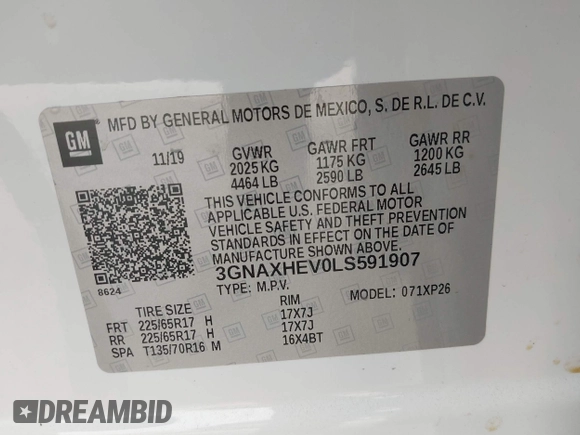 GM
MFD BY GENERAL MOTORS DE MEXICO, S. DE R.L. DE C.V.
11/19 GVWR GAWR FRT GAWR RR
2025 KG 1175 KG 1200 KG
4464 LB 2590 LB 2645 LB
THIS VEHICLE CONFORMS TO ALL
APPLICABLE U.S. FEDERAL MOTOR
VEHICLE SAFETY AND THEFT PREVENTION
STANDARDS IN EFFECT ON THE DATE OF
MANUFACTURE SHOWN ABOVE.
3GNAXHEV0LS591907
8624
TYPE: M.P.V. MODEL: 071XP26
TIRE SIZE RIM
FRT 225/65R17 H 17X7J
RR 225/65R17 H 17X7J
SPA T135/70R16 M 16X4BT
DREAMBID